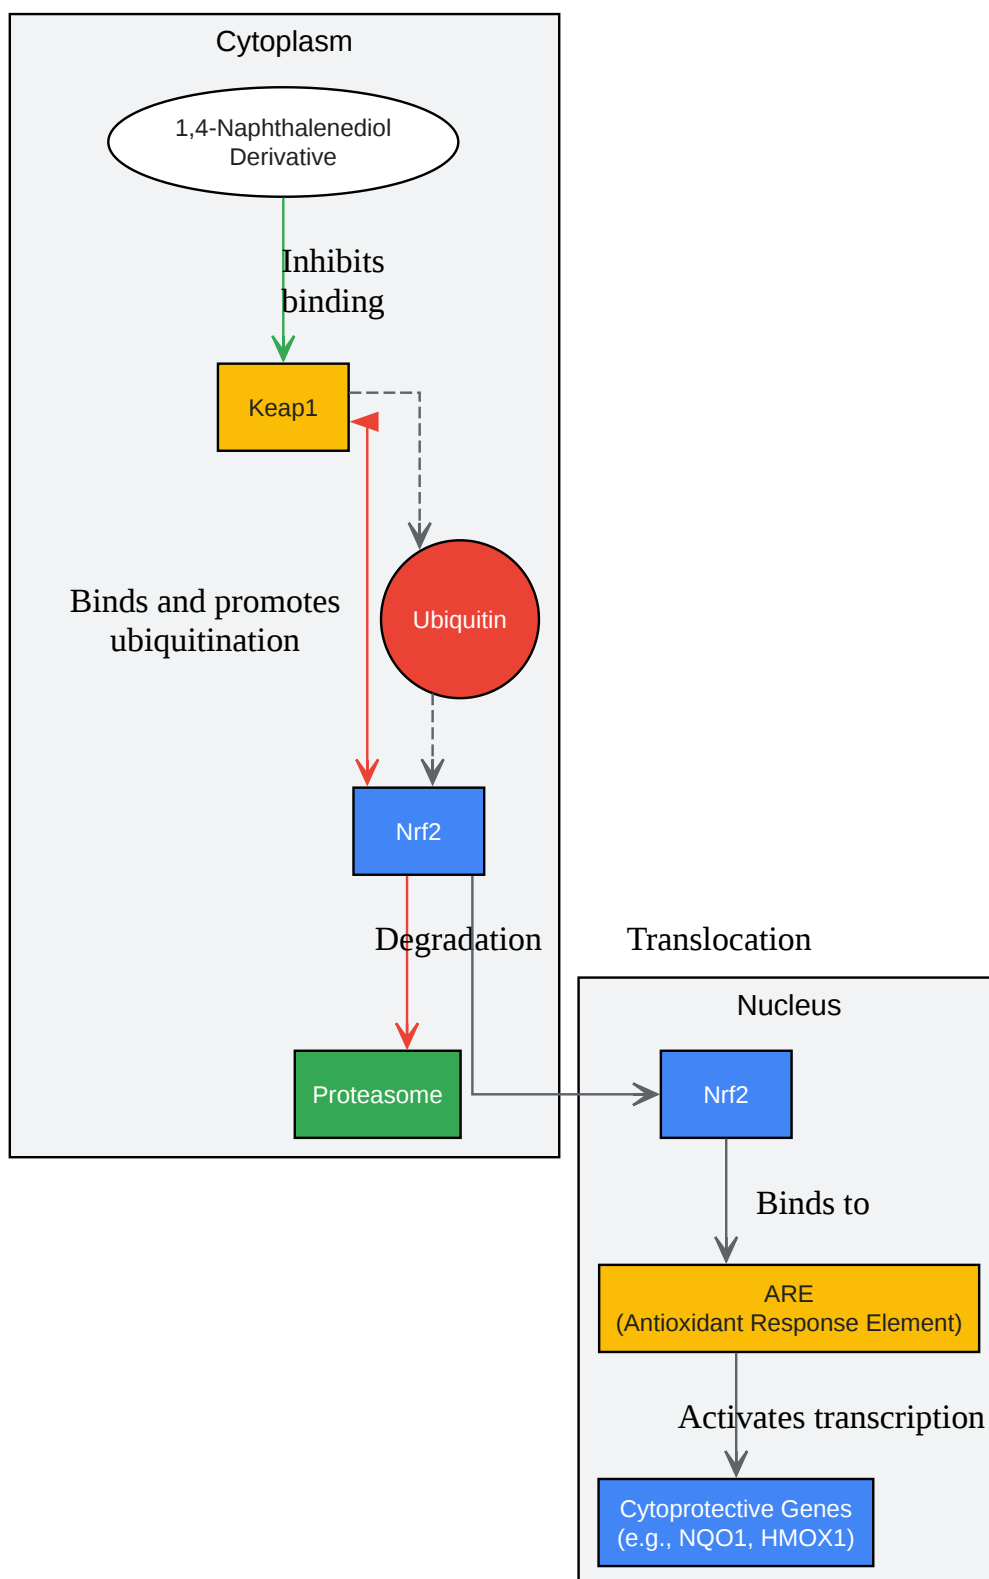 Cytoplasm
1,4-Naphthalenediol
Derivative
Inhibits
binding
Keap1
Binds and promotes
ubiquitination
Ubiquitin
Nrf2
Degradation
Translocation
Proteasome
Nucleus
Nrf2
Binds to
ARE
(Antioxidant Response Element)
Activates transcription
Cytoprotective Genes
(e.g., NQO1, HMOX1)